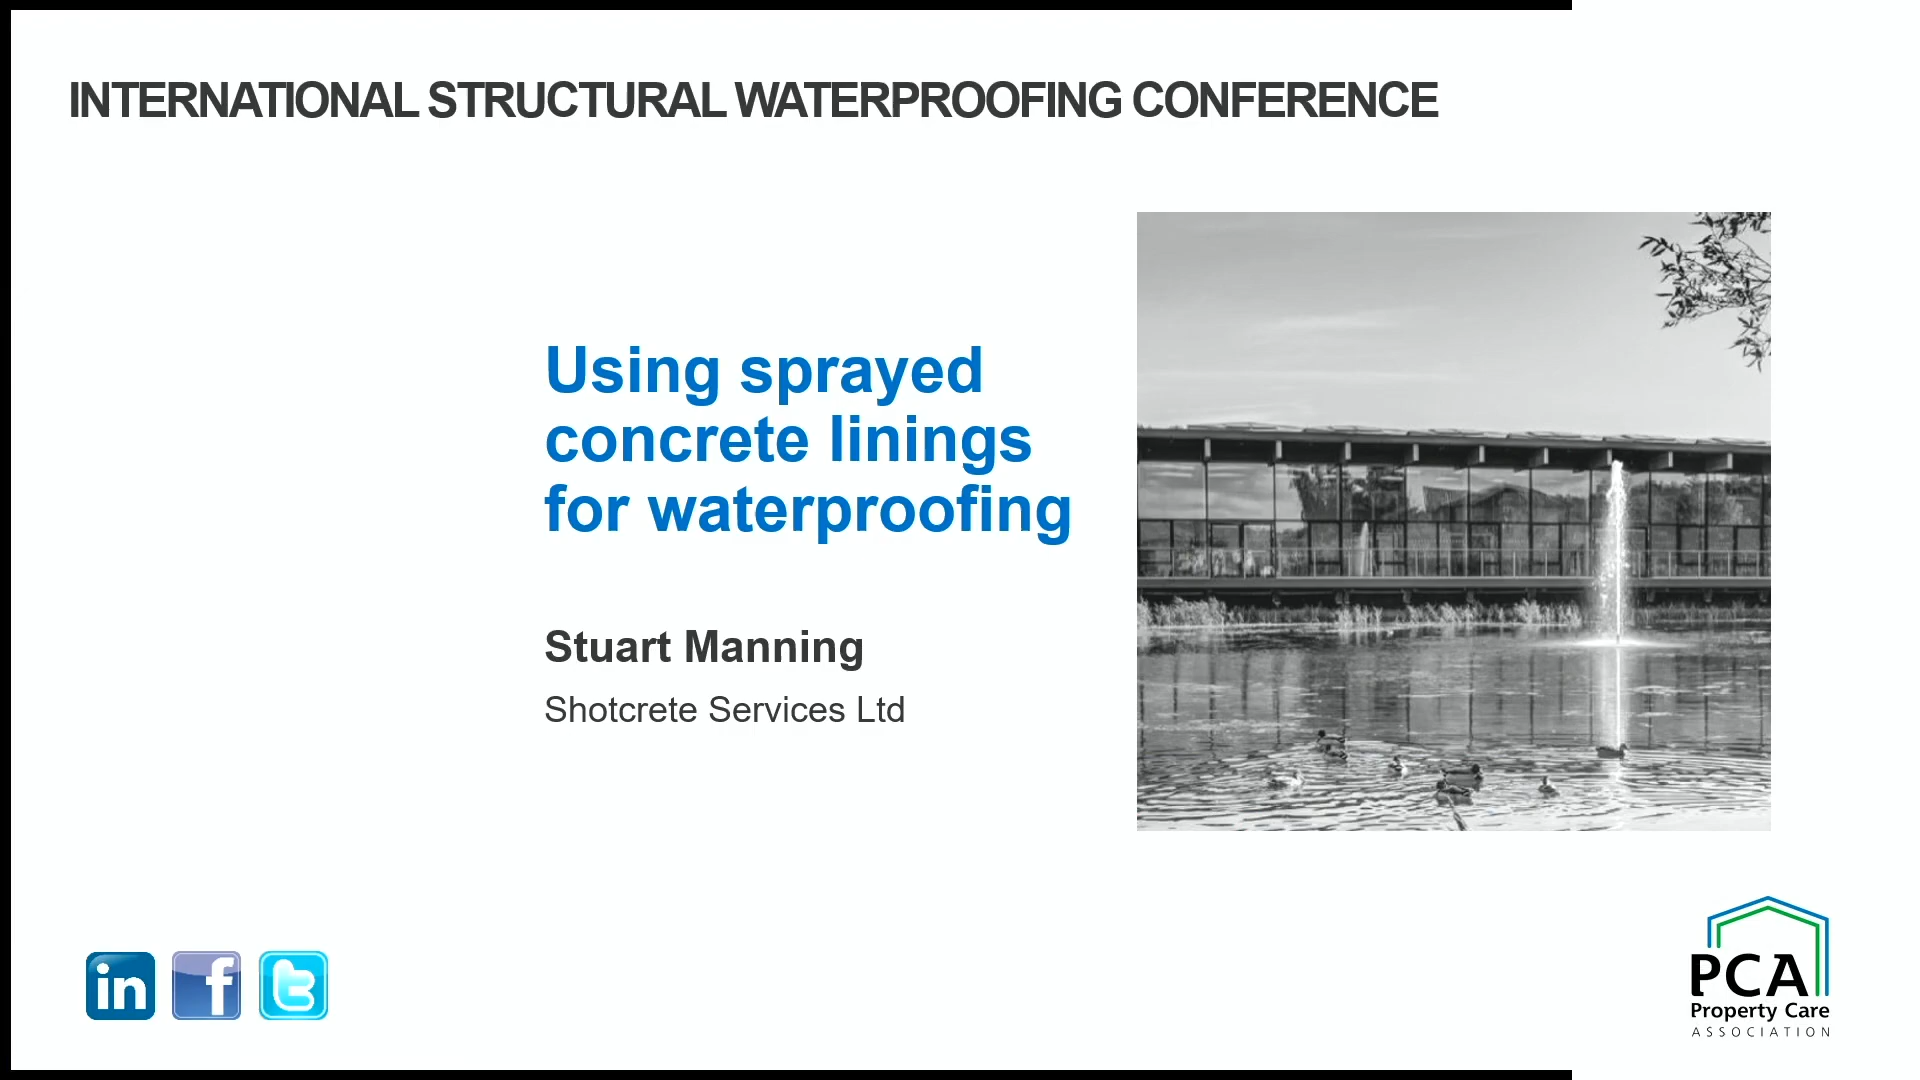 INTERNATIONAL STRUCTURAL WATERPROOFING CONFERENCE
Using sprayed
concrete linings
for waterproofing
Stuart Manning
Shotcrete Services Ltd
in f t
PCA
Property Care
ASSOCIATION